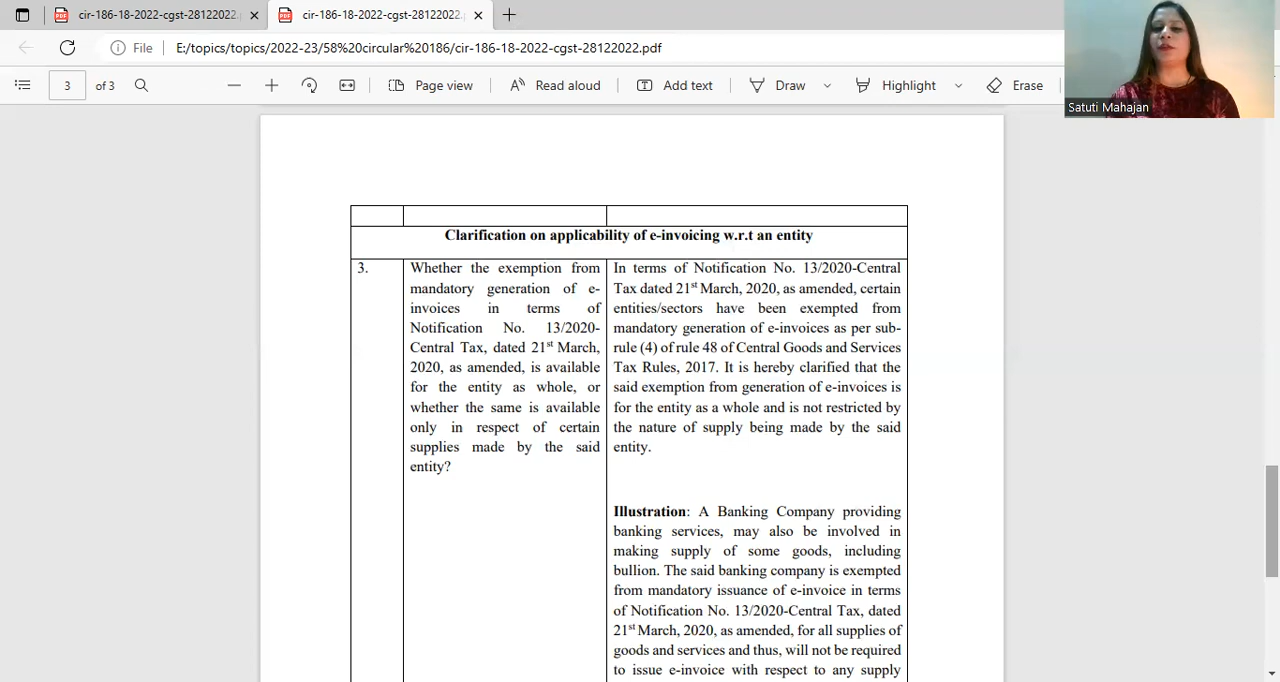 cir-186-18-2022-cgst-28122022.
cir-186-18-2022-cgst-28122022.
File
E:/topics/topics/2022-23/58%20circular%20186/cir-186-18-2022-cgst-28122022.pdf
3
of 3
Page view
Read aloud
Add text
Draw
Highlight
Erase
Satuti Mahajan
Clarification on applicability of e-invoicing w.r.t an entity
3.
Whether the exemption from
mandatory generation of e-
invoices in terms of
Notification No. 13/2020-
Central Tax, dated 21st March,
2020, as amended, is available
for the entity as whole, or
whether the same is available
only in respect of certain
supplies made by the said
entity?
In terms of Notification No. 13/2020-Central
Tax dated 21st March, 2020, as amended, certain
entities/sectors have been exempted from
mandatory generation of e-invoices as per sub-
rule (4) of rule 48 of Central Goods and Services
Tax Rules, 2017. It is hereby clarified that the
said exemption from generation of e-invoices is
for the entity as a whole and is not restricted by
the nature of supply being made by the said
entity.
Illustration: A Banking Company providing
banking services, may also be involved in
making supply of some goods, including
bullion. The said banking company is exempted
from mandatory issuance of e-invoice in terms
of Notification No. 13/2020-Central Tax, dated
21st March, 2020, as amended, for all supplies of
goods and services and thus, will not be required
to issue e-invoice with respect to any supply